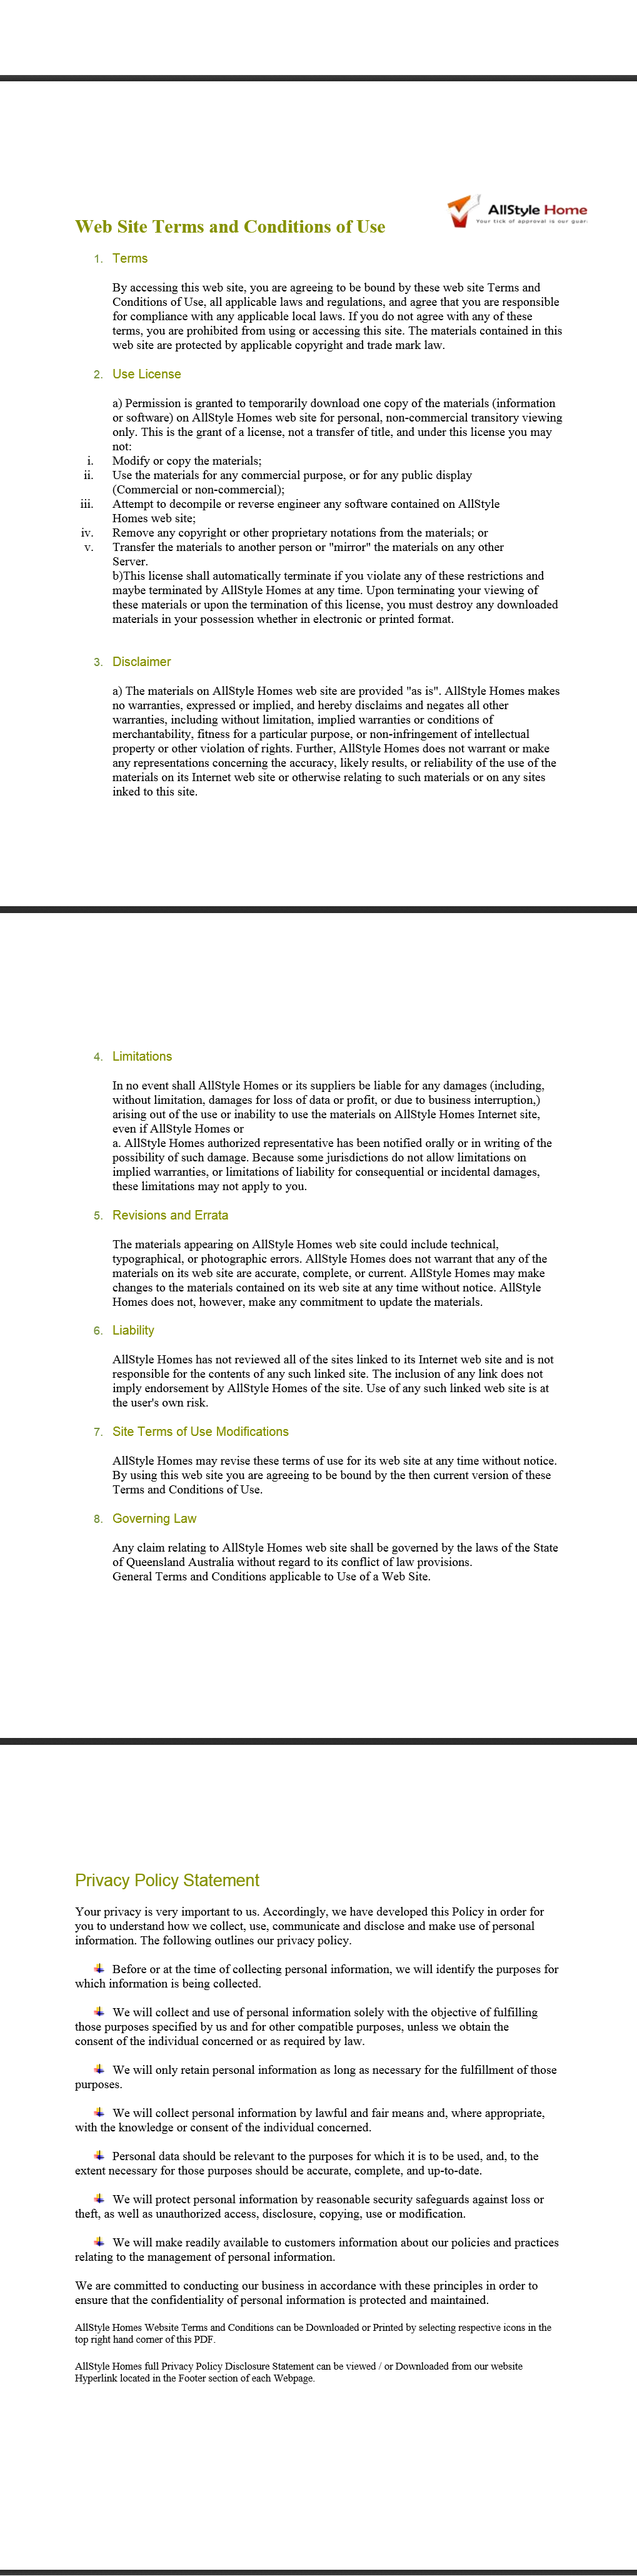 AllStyle Home
Your tick of approval is our guar
Web Site Terms and Conditions of Use
1. Terms
By accessing this web site, you are agreeing to be bound by these web site Terms and
Conditions of Use, all applicable laws and regulations, and agree that you are responsible
for compliance with any applicable local laws. If you do not agree with any of these
terms, you are prohibited from using or accessing this site. The materials contained in this
web site are protected by applicable copyright and trade mark law.
2. Use License
a) Permission is granted to temporarily download one copy of the materials (information
or software) on AllStyle Homes web site for personal, non-commercial transitory viewing
only. This is the grant of a license, not a transfer of title, and under this license you may
not:
i. Modify or copy the materials;
ii. Use the materials for any commercial purpose, or for any public display
(Commercial or non-commercial);
iii. Attempt to decompile or reverse engineer any software contained on AllStyle
Homes web site;
iv. Remove any copyright or other proprietary notations from the materials; or
v. Transfer the materials to another person or "mirror" the materials on any other
Server.
b)This license shall automatically terminate if you violate any of these restrictions and
maybe terminated by AllStyle Homes at any time. Upon terminating your viewing of
these materials or upon the termination of this license, you must destroy any downloaded
materials in your possession whether in electronic or printed format.
3. Disclaimer
a) The materials on AllStyle Homes web site are provided "as is". AllStyle Homes makes
no warranties, expressed or implied, and hereby disclaims and negates all other
warranties, including without limitation, implied warranties or conditions of
merchantability, fitness for a particular purpose, or non-infringement of intellectual
property or other violation of rights. Further, AllStyle Homes does not warrant or make
any representations concerning the accuracy, likely results, or reliability of the use of the
materials on its Internet web site or otherwise relating to such materials or on any sites
inked to this site.
4. Limitations
In no event shall AllStyle Homes or its suppliers be liable for any damages (including,
without limitation, damages for loss of data or profit, or due to business interruption,)
arising out of the use or inability to use the materials on AllStyle Homes Internet site,
even if AllStyle Homes or
a. AllStyle Homes authorized representative has been notified orally or in writing of the
possibility of such damage. Because some jurisdictions do not allow limitations on
implied warranties, or limitations of liability for consequential or incidental damages,
these limitations may not apply to you.
5. Revisions and Errata
The materials appearing on AllStyle Homes web site could include technical,
typographical, or photographic errors. AllStyle Homes does not warrant that any of the
materials on its web site are accurate, complete, or current. AllStyle Homes may make
changes to the materials contained on its web site at any time without notice. AllStyle
Homes does not, however, make any commitment to update the materials.
6. Liability
AllStyle Homes has not reviewed all of the sites linked to its Internet web site and is not
responsible for the contents of any such linked site. The inclusion of any link does not
imply endorsement by AllStyle Homes of the site. Use of any such linked web site is at
the user's own risk.
7. Site Terms of Use Modifications
AllStyle Homes may revise these terms of use for its web site at any time without notice.
By using this web site you are agreeing to be bound by the then current version of these
Terms and Conditions of Use.
8. Governing Law
Any claim relating to AllStyle Homes web site shall be governed by the laws of the State
of Queensland Australia without regard to its conflict of law provisions.
General Terms and Conditions applicable to Use of a Web Site.
Privacy Policy Statement
Your privacy is very important to us. Accordingly, we have developed this Policy in order for
you to understand how we collect, use, communicate and disclose and make use of personal
information. The following outlines our privacy policy.
Before or at the time of collecting personal information, we will identify the purposes for
which information is being collected.
We will collect and use of personal information solely with the objective of fulfilling
those purposes specified by us and for other compatible purposes, unless we obtain the
consent of the individual concerned or as required by law.
We will only retain personal information as long as necessary for the fulfillment of those
purposes.
We will collect personal information by lawful and fair means and, where appropriate,
with the knowledge or consent of the individual concerned.
Personal data should be relevant to the purposes for which it is to be used, and, to the
extent necessary for those purposes should be accurate, complete, and up-to-date.
We will protect personal information by reasonable security safeguards against loss or
theft, as well as unauthorized access, disclosure, copying, use or modification.
We will make readily available to customers information about our policies and practices
relating to the management of personal information.
We are committed to conducting our business in accordance with these principles in order to
ensure that the confidentiality of personal information is protected and maintained.
AllStyle Homes Website Terms and Conditions can be Downloaded or Printed by selecting respective icons in the
top right hand corner of this PDF.
AllStyle Homes full Privacy Policy Disclosure Statement can be viewed / or Downloaded from our website
Hyperlink located in the Footer section of each Webpage.